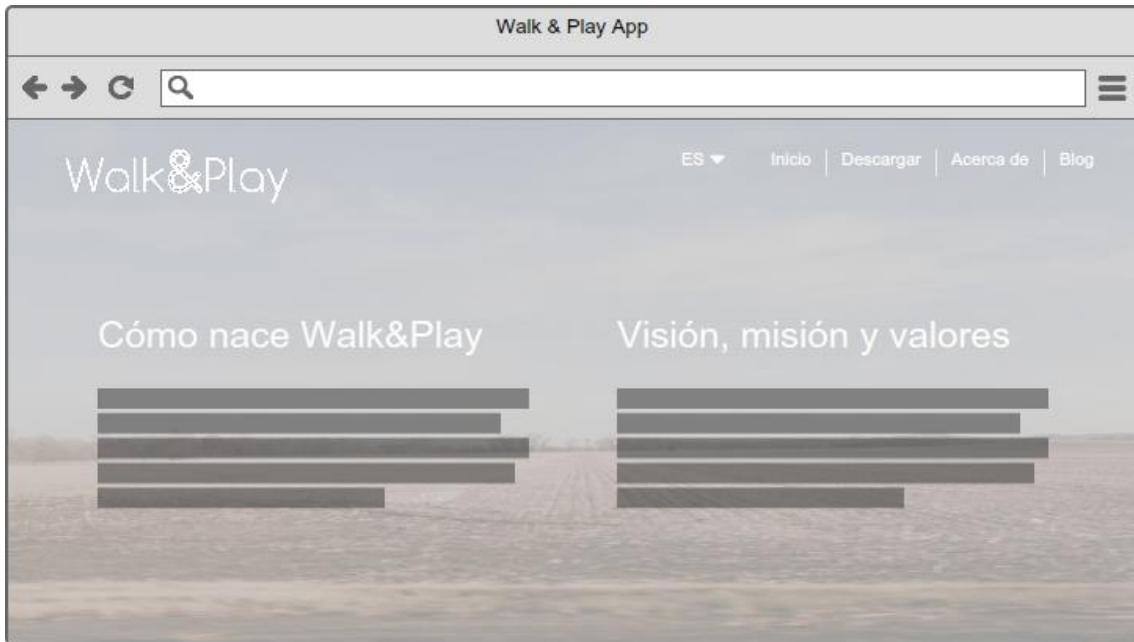 Walk & Play App
Walk&Play
ES Inicio Descargar Acerca de Blog
Cómo nace Walk&Play
Visión, misión y valores